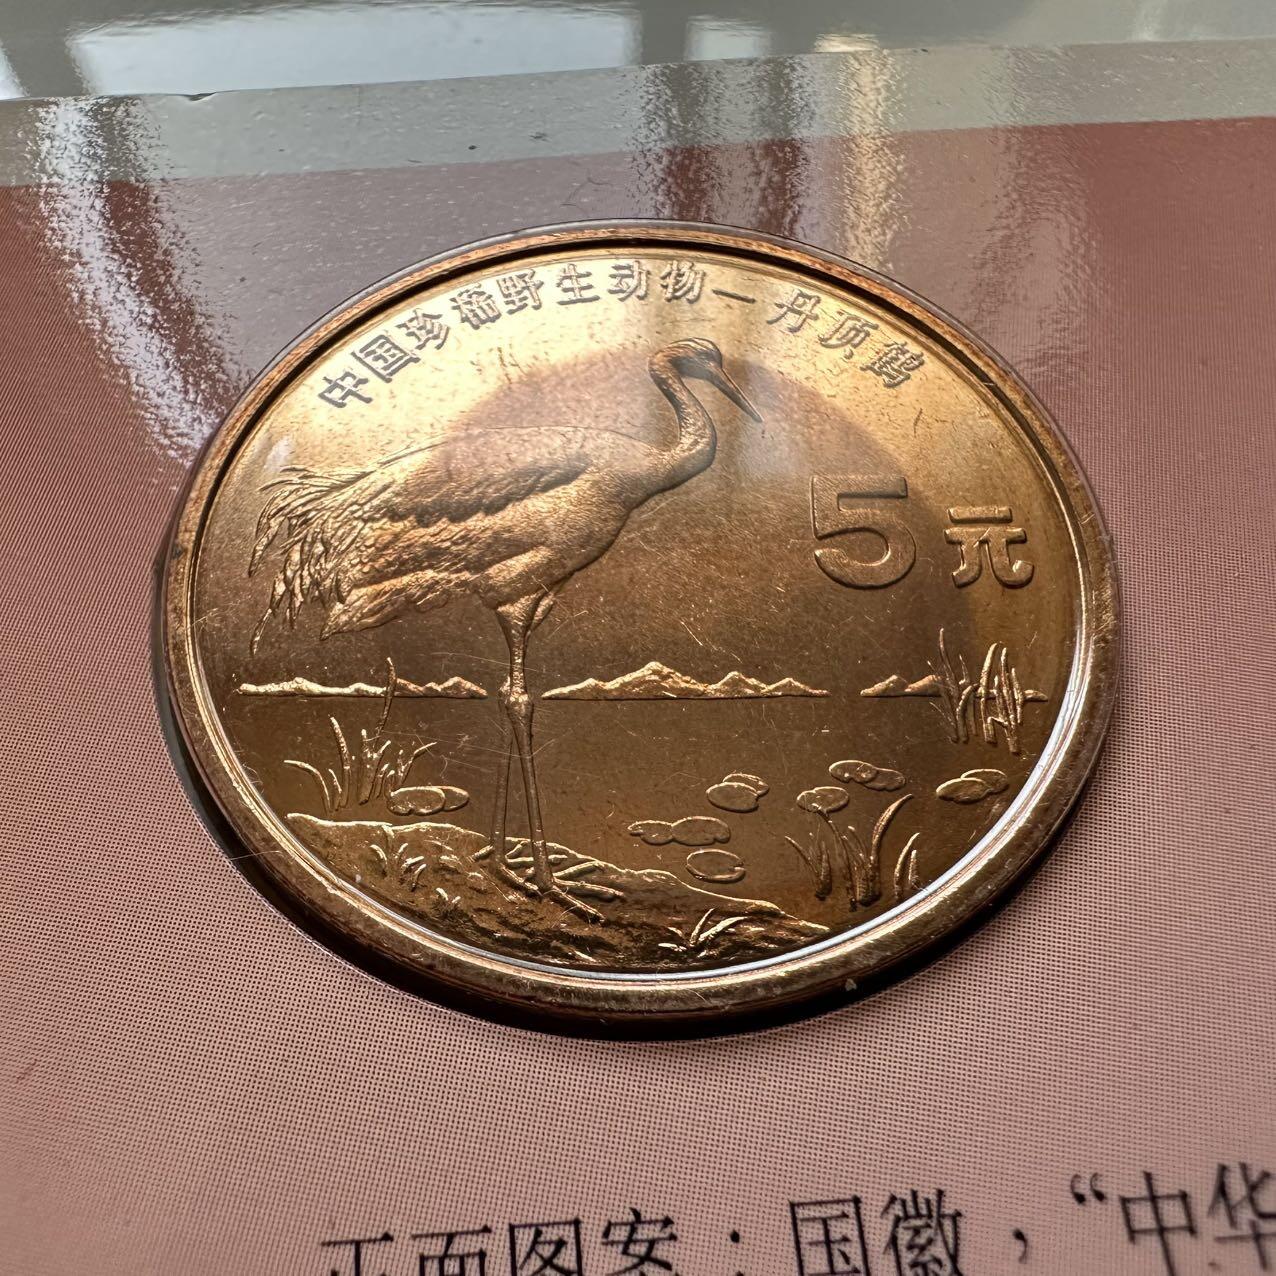 中国珍稀野生动物—丹顶鹤
5元
正面图案：国徽，“中华